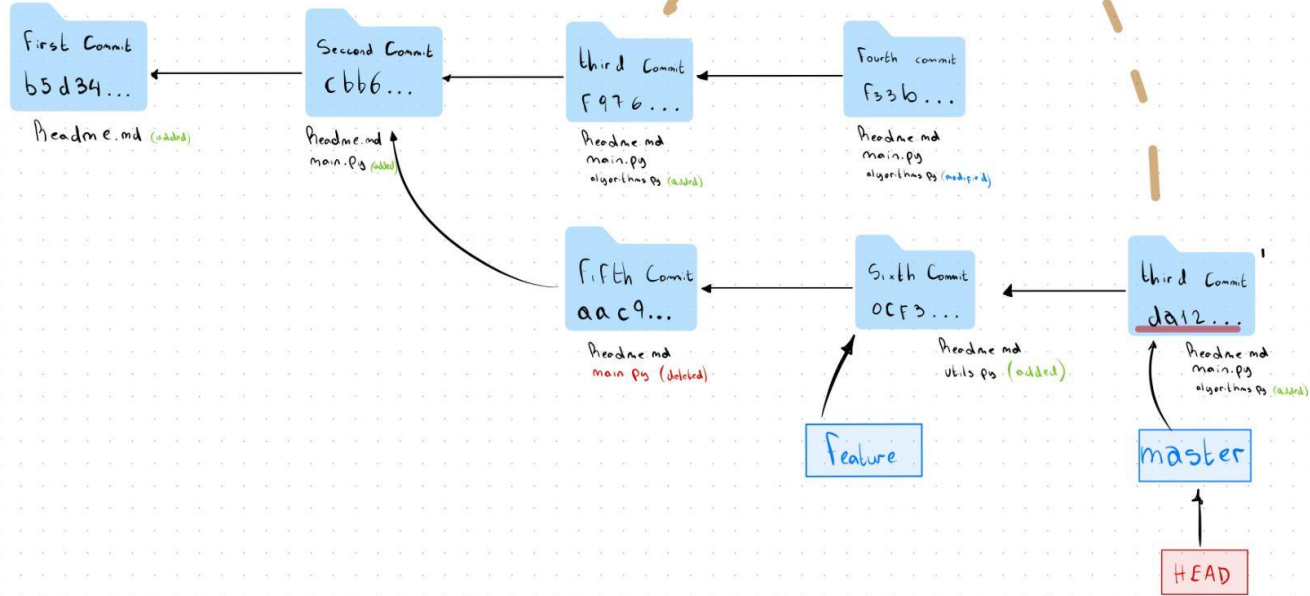 First Commit
b5d34...
Readme.md (added)
Seccond Commit
cbb6...
Readme.md
main.py (added)
third Commit
F976...
Readme.md
main.py
algorithms.py (added)
Fourth commit
f33b...
Readme.md
main.py
algorithms.py (modified)
Fifth Commit
aac9...
Readme.md
main.py (deleted)
Sixth Commit
0CF3...
Readme.md
utils.py (added)
third Commit '
da12...
Readme.md
main.py
algorithms.py (added)
Feature
master
HEAD